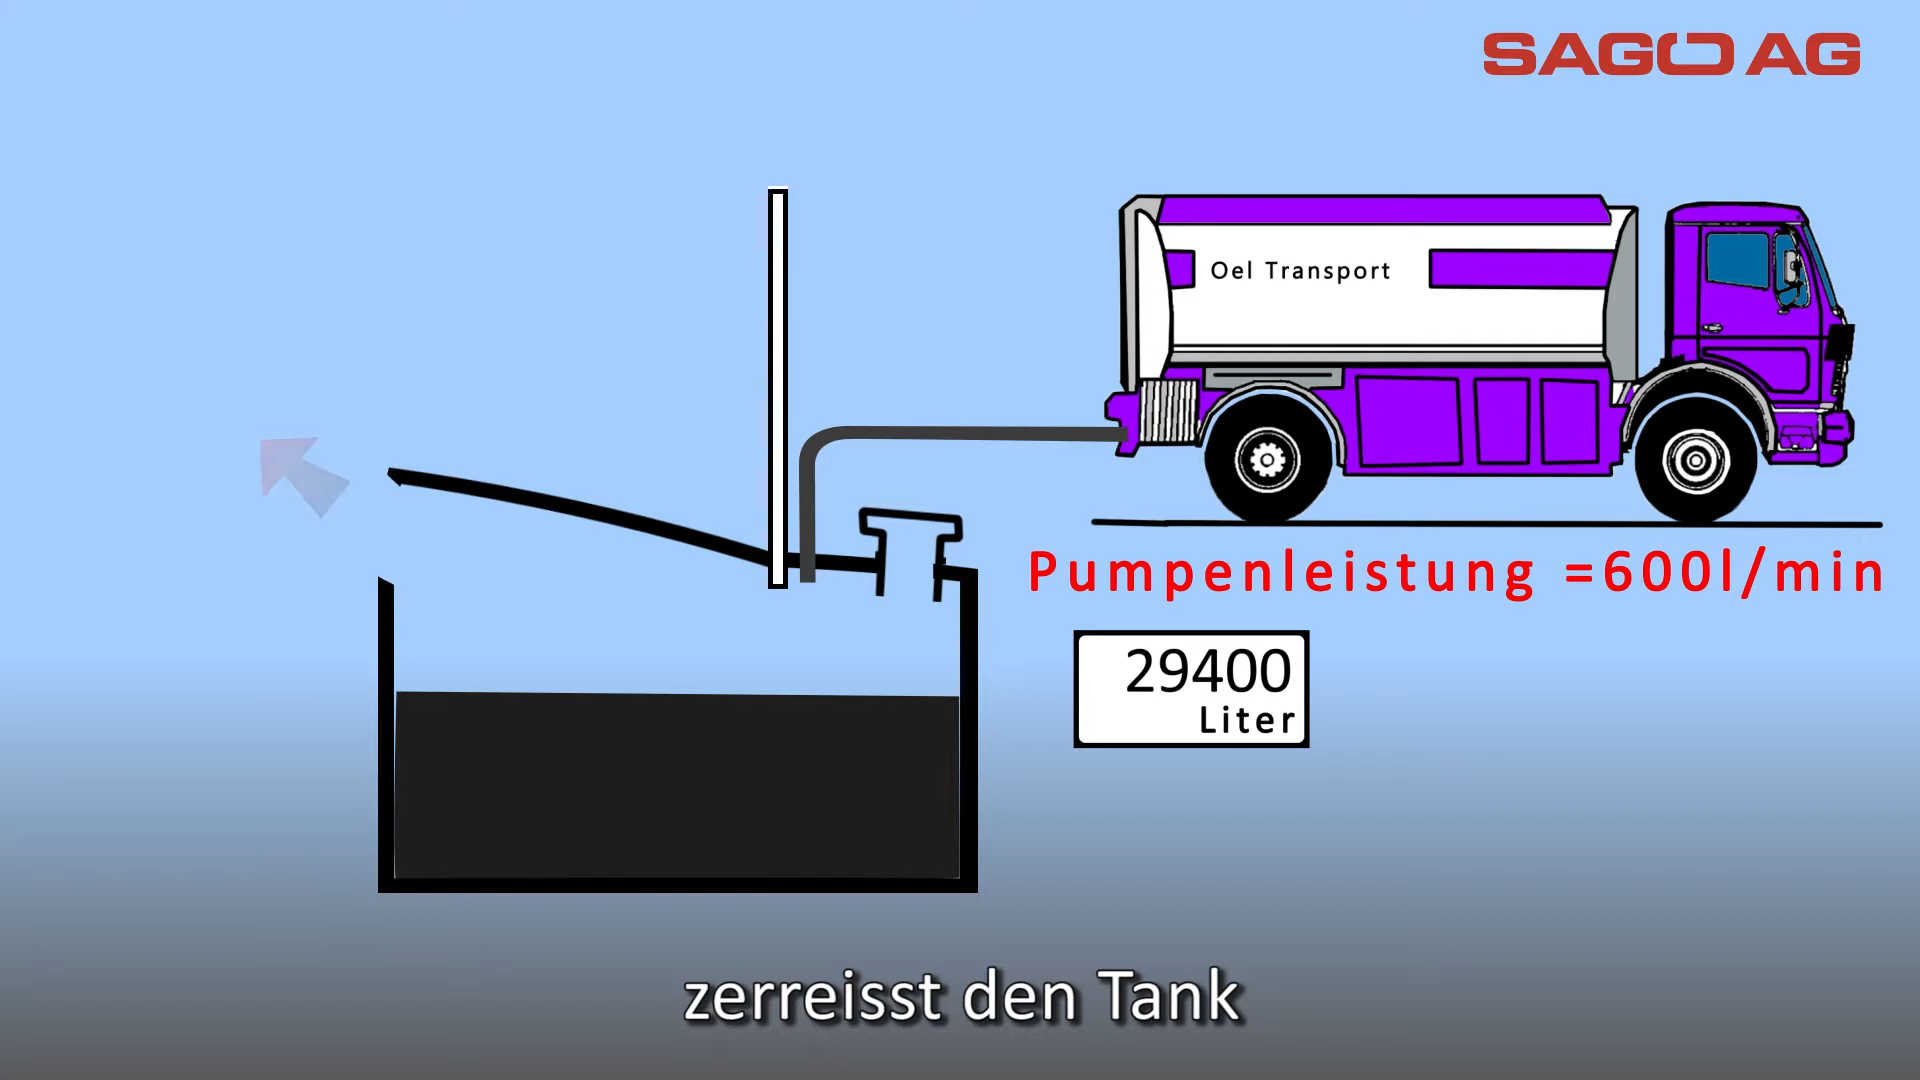 SAGO AG
Oel Transport
Pumpenleistung =600l/min
29400
Liter
zerreisst den Tank